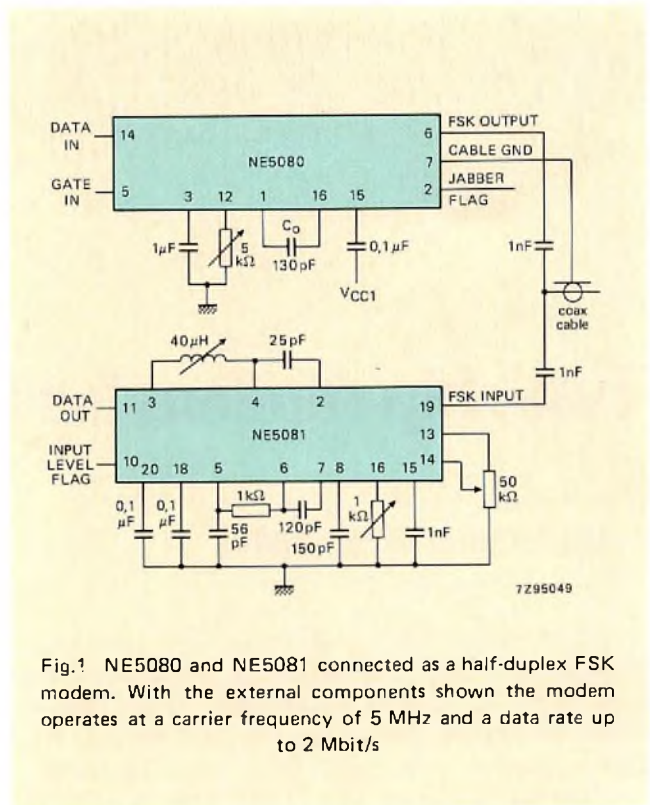 DATA IN
14
NE5080
6
FSK OUTPUT
7
CABLE GND
GATE IN
5
3
12
1
16
15
2
JABBER FLAG
1μF
5 kΩ
C₀
130pF
0,1μF
VCC1
1nF
coax cable
1nF
40μH
25pF
DATA OUT
11
3
4
2
19
FSK INPUT
NE5081
13
INPUT LEVEL FLAG
10
20
18
5
6
7
8
16
15
14
0,1 μF
0,1 μF
56 pF
1kΩ
120pF
150pF
1 kΩ
1nF
50 kΩ
7Z95049
Fig.1 NE5080 and NE5081 connected as a half-duplex FSK
modem. With the external components shown the modem
operates at a carrier frequency of 5 MHz and a data rate up
to 2 Mbit/s